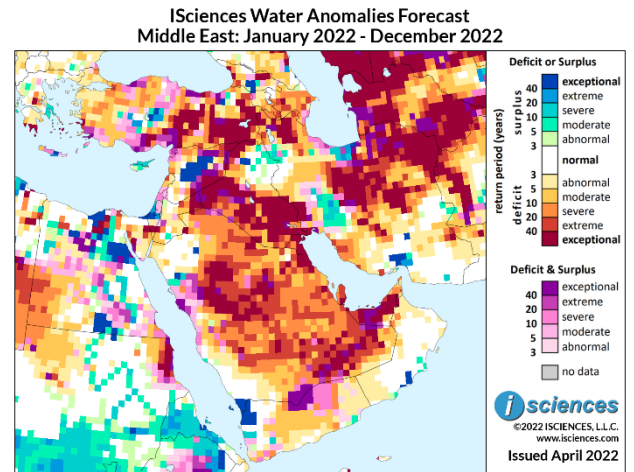 ISciences Water Anomalies Forecast
Middle East: January 2022 - December 2022
Deficit or Surplus
return period (years)
surplus
deficit
40
20
10
5
3
exceptional
extreme
severe
moderate
abnormal
normal
3
5
10
20
40
abnormal
moderate
severe
extreme
exceptional
Deficit & Surplus
40
20
10
5
3
exceptional
extreme
severe
moderate
abnormal
no data
i sciences
©2022 ISCIENCES, L.L.C.
www.isciences.com
Issued April 2022